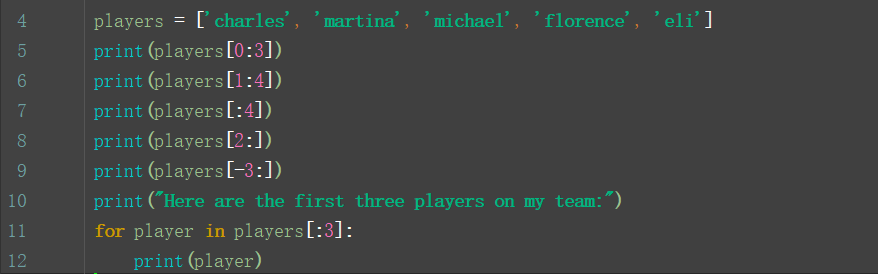 4 players = ['charles', 'martina', 'michael', 'florence', 'eli']
5 print(players[0:3])
6 print(players[1:4])
7 print(players[:4])
8 print(players[2:])
9 print(players[-3:])
10 print("Here are the first three players on my team:")
11 for player in players[:3]:
12     print(player)